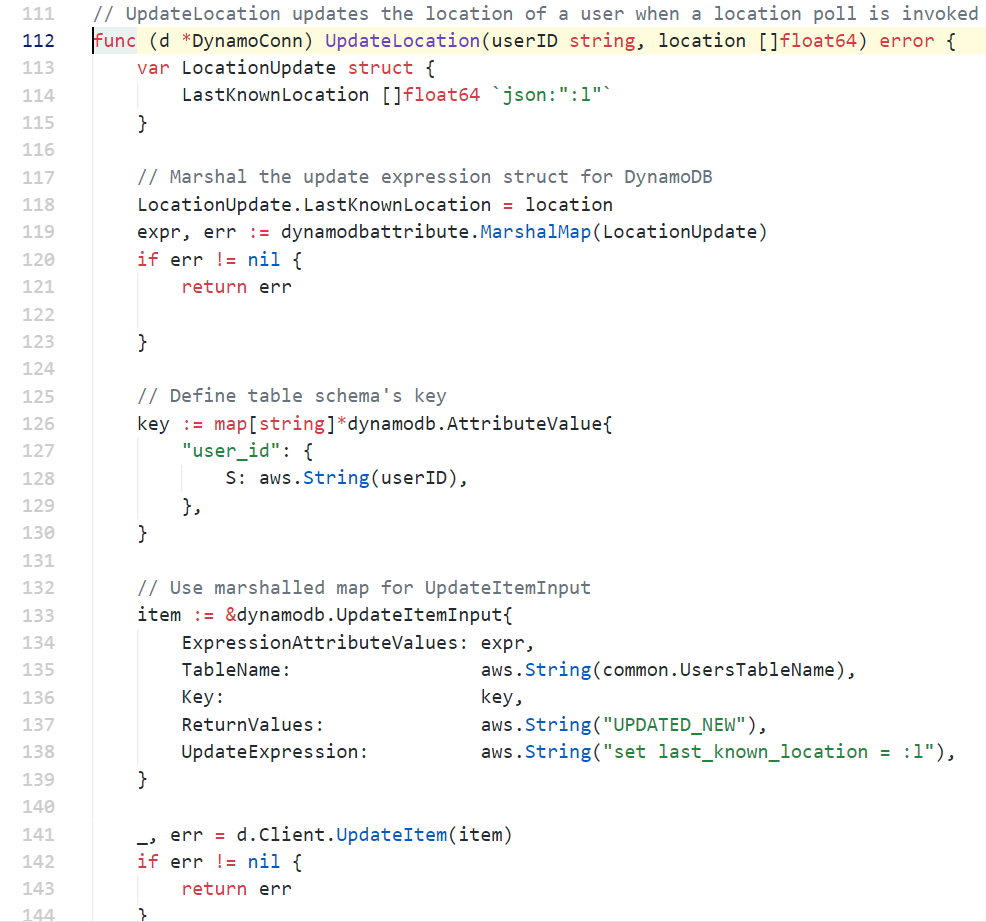 111 // UpdateLocation updates the location of a user when a location poll is invoked
112 func (d *DynamoConn) UpdateLocation(userID string, location []float64) error {
113     var LocationUpdate struct {
114         LastKnownLocation []float64 `json:":l"`
115     }
116
117     // Marshal the update expression struct for DynamoDB
118     LocationUpdate.LastKnownLocation = location
119     expr, err := dynamodbattribute.MarshalMap(LocationUpdate)
120     if err != nil {
121         return err
122
123     }
124
125     // Define table schema's key
126     key := map[string]*dynamodb.AttributeValue{
127         "user_id": {
128             S: aws.String(userID),
129         },
130     }
131
132     // Use marshalled map for UpdateItemInput
133     item := &dynamodb.UpdateItemInput{
134         ExpressionAttributeValues: expr,
135         TableName:                 aws.String(common.UsersTableName),
136         Key:                       key,
137         ReturnValues:              aws.String("UPDATED_NEW"),
138         UpdateExpression:          aws.String("set last_known_location = :l"),
139     }
140
141     _, err = d.Client.UpdateItem(item)
142     if err != nil {
143         return err
144     }